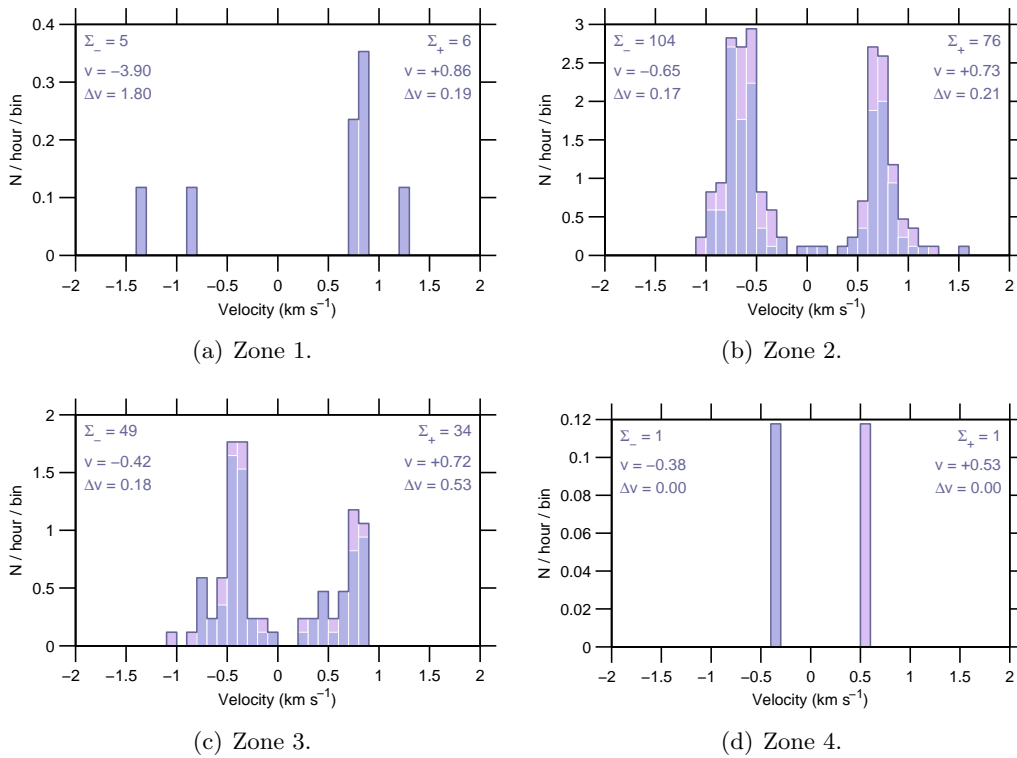 0.4
0.3
0.2
0.1
0
N / hour / bin
Σ− = 5
v = −3.90
Δv = 1.80
Σ+ = 6
v = +0.86
Δv = 0.19
−2 −1.5 −1 −0.5 0 0.5 1 1.5 2
Velocity (km s−1)
(a) Zone 1.
3
2.5
2
1.5
1
0.5
0
N / hour / bin
Σ− = 104
v = −0.65
Δv = 0.17
Σ+ = 76
v = +0.73
Δv = 0.21
−2 −1.5 −1 −0.5 0 0.5 1 1.5 2
Velocity (km s−1)
(b) Zone 2.
2
1.5
1
0.5
0
N / hour / bin
Σ− = 49
v = −0.42
Δv = 0.18
Σ+ = 34
v = +0.72
Δv = 0.53
−2 −1.5 −1 −0.5 0 0.5 1 1.5 2
Velocity (km s−1)
(c) Zone 3.
0.12
0.1
0.08
0.06
0.04
0.02
0
N / hour / bin
Σ− = 1
v = −0.38
Δv = 0.00
Σ+ = 1
v = +0.53
Δv = 0.00
−2 −1.5 −1 −0.5 0 0.5 1 1.5 2
Velocity (km s−1)
(d) Zone 4.